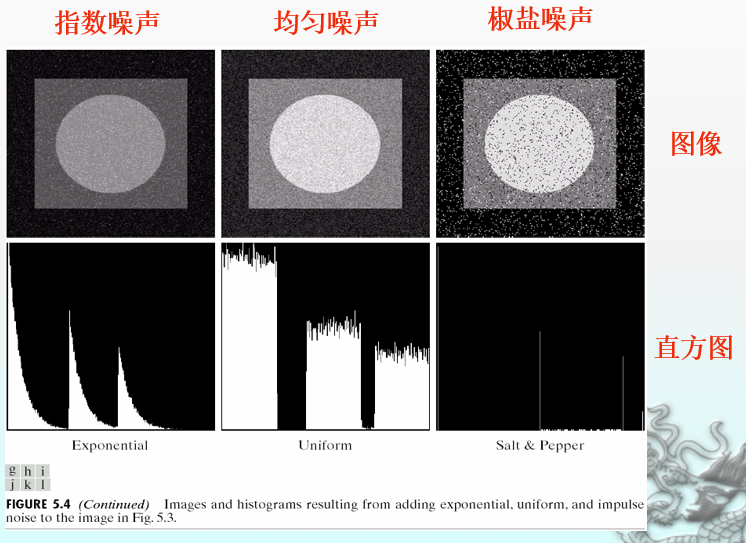 指数噪声 均匀噪声 椒盐噪声
图像
直方图
Exponential Uniform Salt & Pepper
g h i
j k l
FIGURE 5.4 (Continued) Images and histograms resulting from adding exponential, uniform, and impulse
noise to the image in Fig. 5.3.